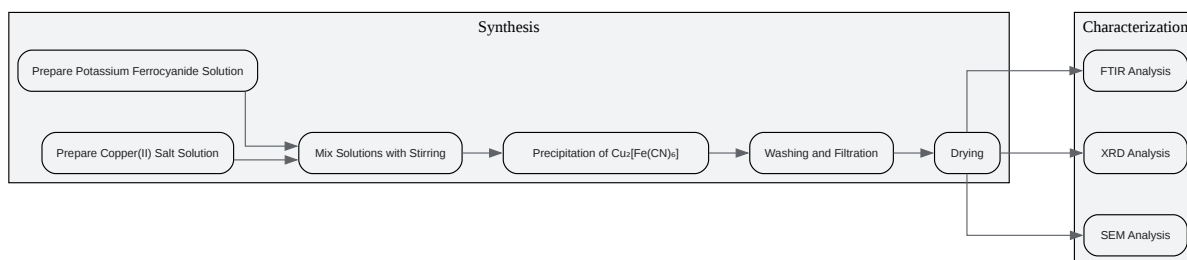 Synthesis
Characterization
Prepare Potassium Ferrocyanide Solution
FTIR Analysis
Prepare Copper(II) Salt Solution
Mix Solutions with Stirring
Precipitation of Cu₂[Fe(CN)₆]
Washing and Filtration
Drying
XRD Analysis
SEM Analysis